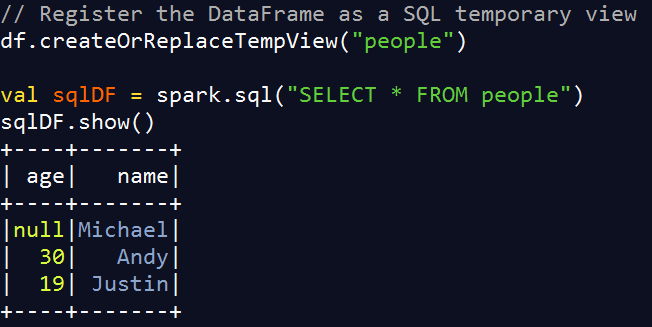 // Register the DataFrame as a SQL temporary view
df.createOrReplaceTempView("people")

val sqlDF = spark.sql("SELECT * FROM people")
sqlDF.show()
+----+-------+
| age|   name|
+----+-------+
|null|Michael|
|  30|   Andy|
|  19| Justin|
+----+-------+